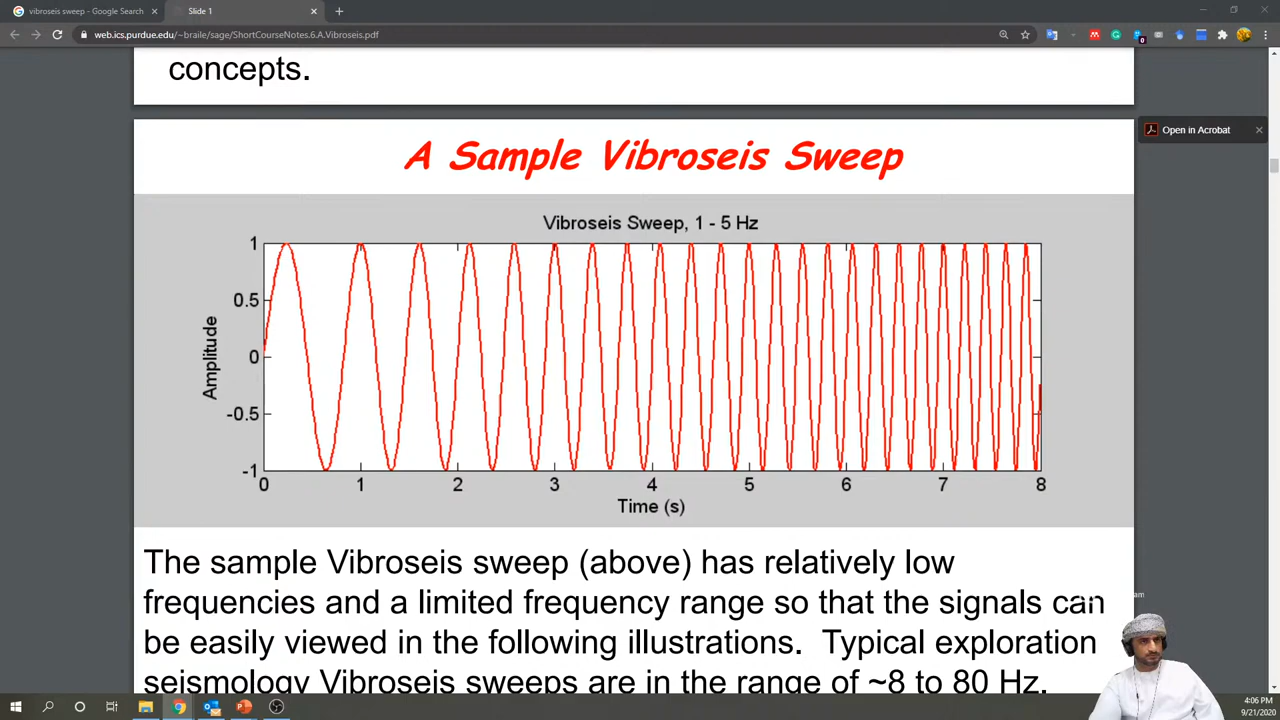 vibroseis sweep - Google Search
Slide 1
web.ics.purdue.edu/~braile/sage/ShortCourseNotes.6.A.Vibroseis.pdf
concepts.
Open in Acrobat
A Sample Vibroseis Sweep
Vibroseis Sweep, 1 - 5 Hz
Amplitude
1
0.5
0
-0.5
-1
0 1 2 3 4 5 6 7 8
Time (s)
The sample Vibroseis sweep (above) has relatively low
frequencies and a limited frequency range so that the signals can
be easily viewed in the following illustrations. Typical exploration
seismology Vibroseis sweeps are in the range of ~8 to 80 Hz.
4:06 PM
9/21/2020